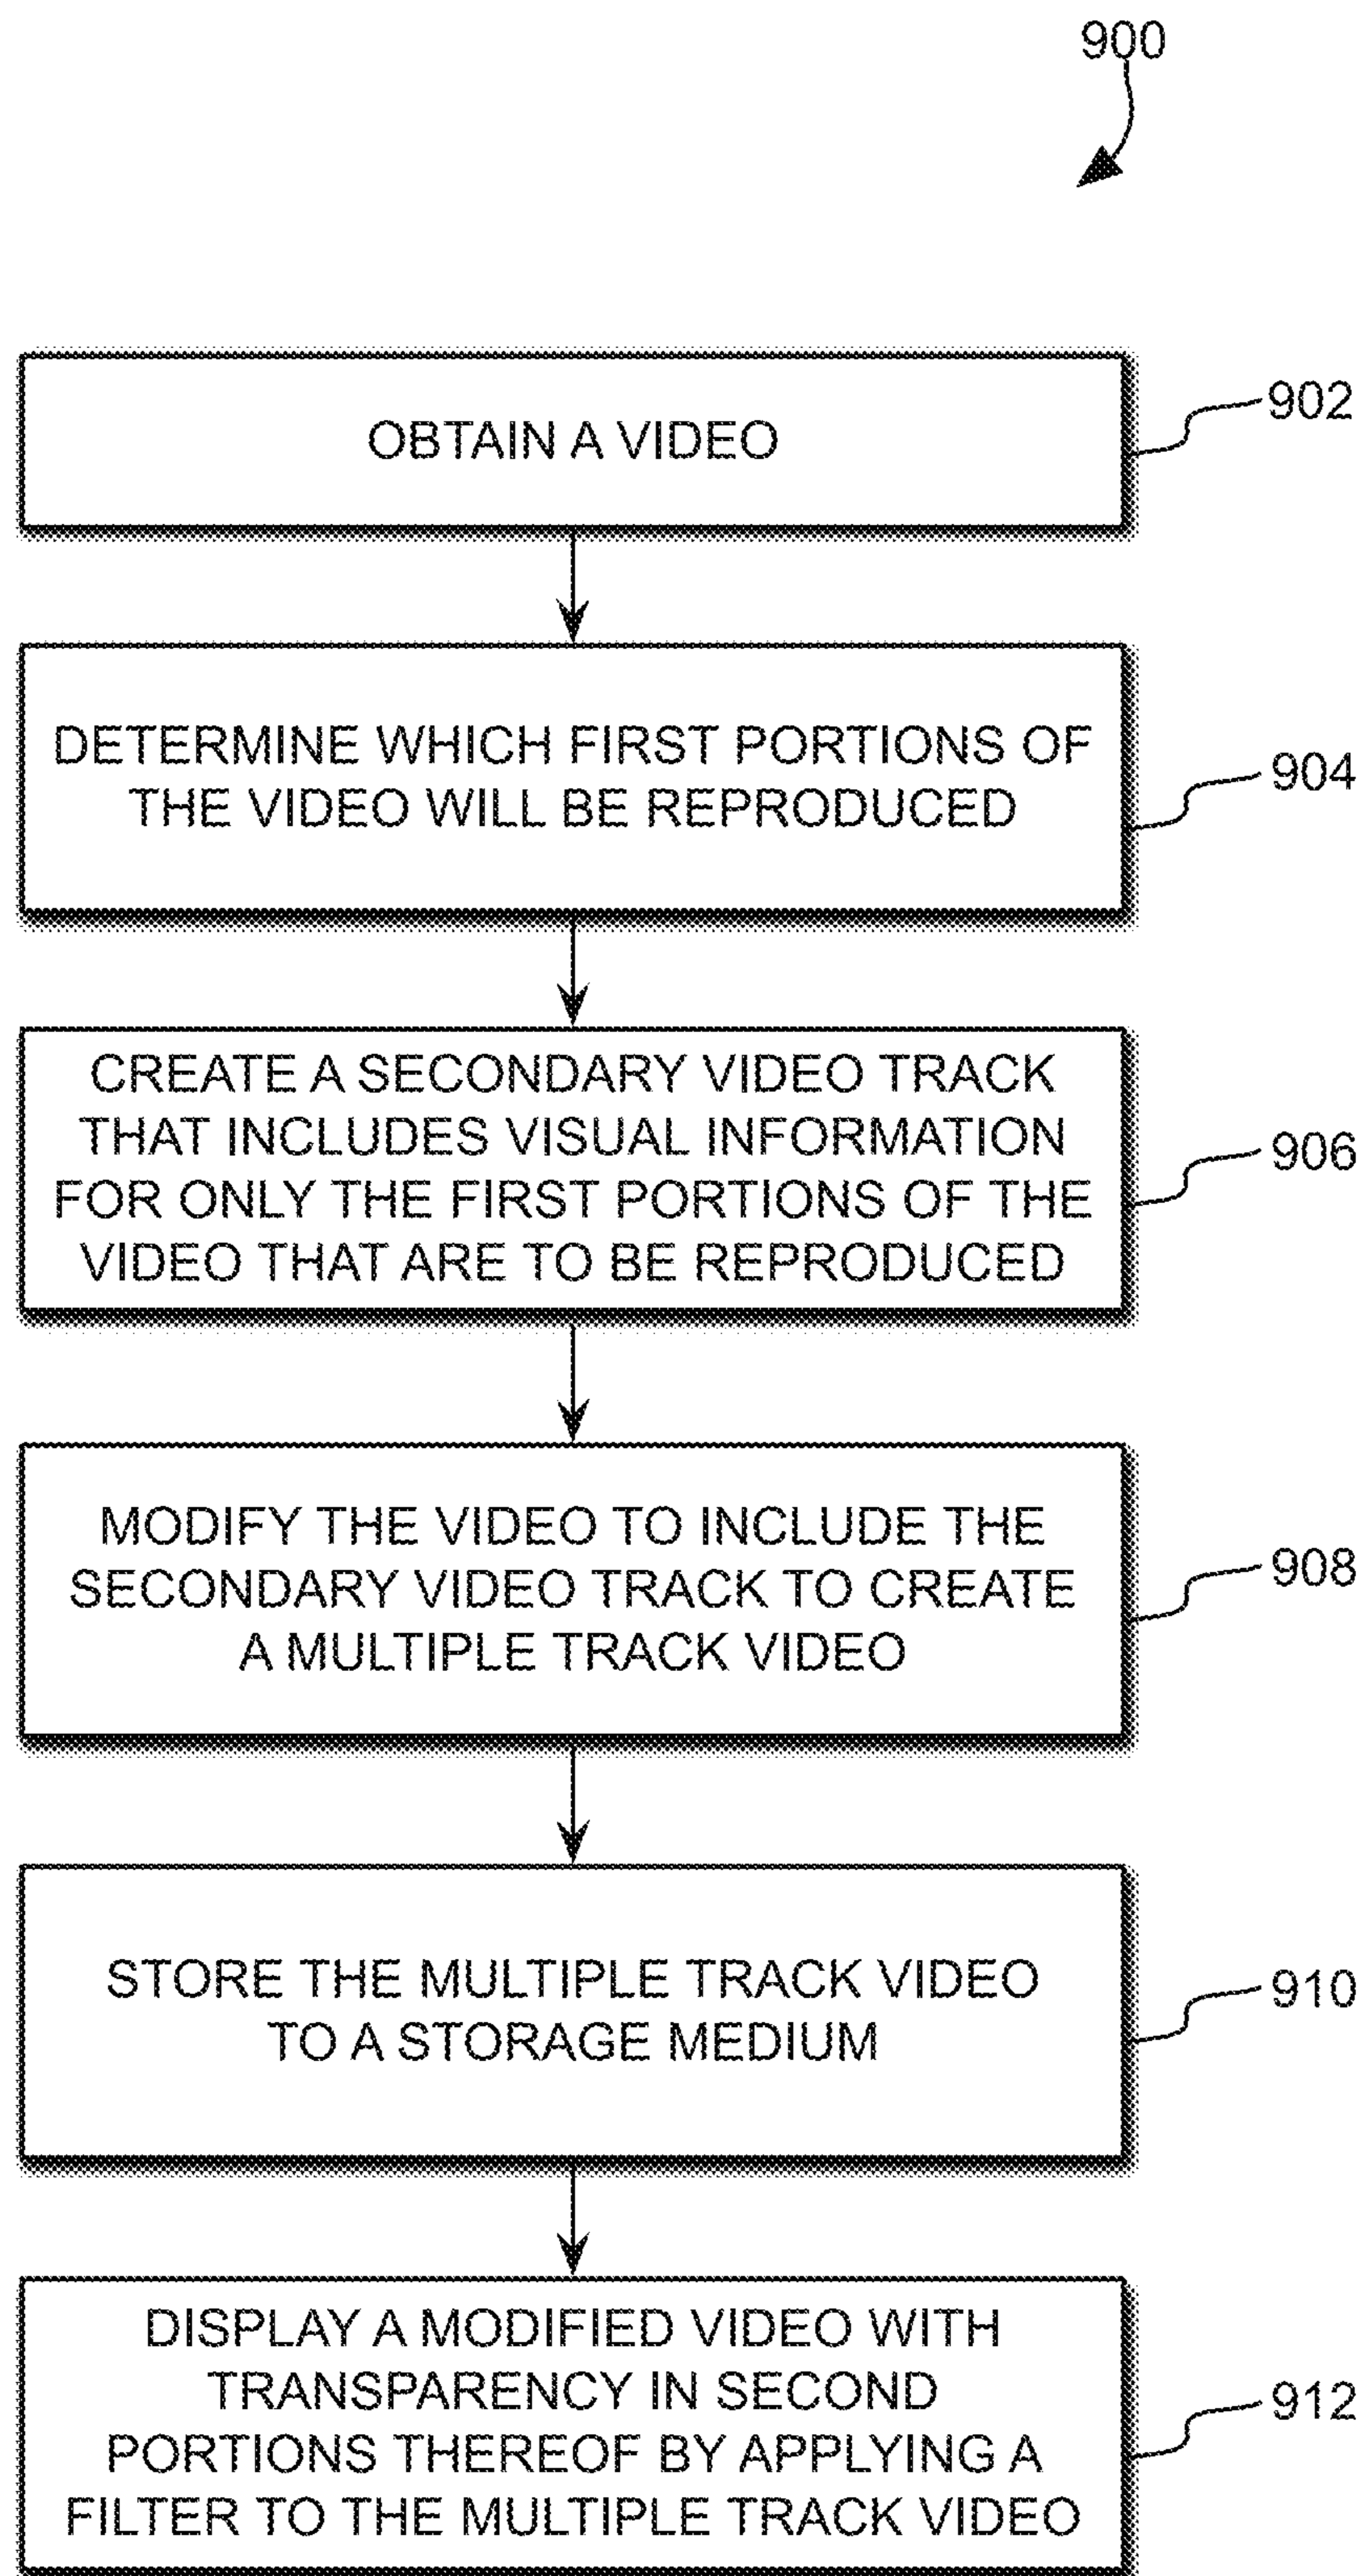 900
OBTAIN A VIDEO
902
DETERMINE WHICH FIRST PORTIONS OF
THE VIDEO WILL BE REPRODUCED
904
CREATE A SECONDARY VIDEO TRACK
THAT INCLUDES VISUAL INFORMATION
FOR ONLY THE FIRST PORTIONS OF THE
VIDEO THAT ARE TO BE REPRODUCED
906
MODIFY THE VIDEO TO INCLUDE THE
SECONDARY VIDEO TRACK TO CREATE
A MULTIPLE TRACK VIDEO
908
STORE THE MULTIPLE TRACK VIDEO
TO A STORAGE MEDIUM
910
DISPLAY A MODIFIED VIDEO WITH
TRANSPARENCY IN SECOND
PORTIONS THEREOF BY APPLYING A
FILTER TO THE MULTIPLE TRACK VIDEO
912